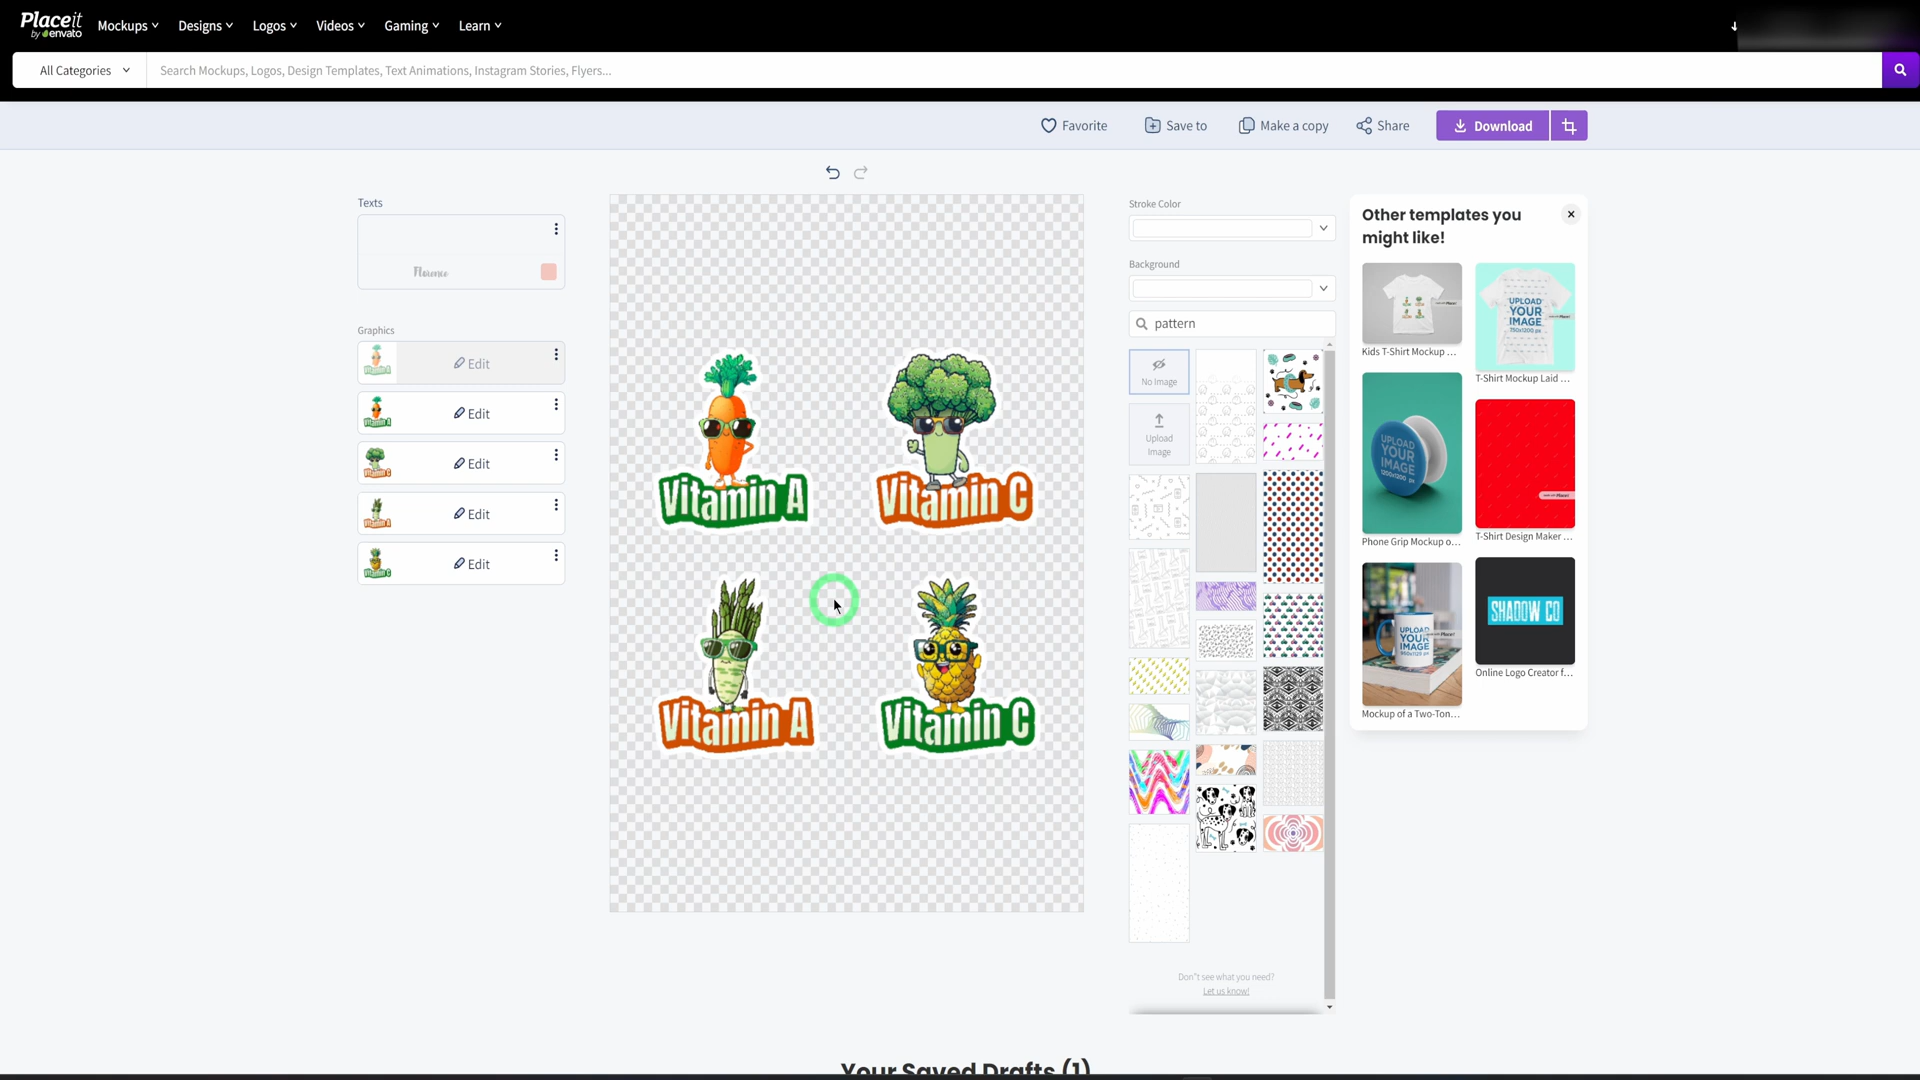 Placeit
by envato
Mockups
Designs
Logos
Videos
Gaming
Learn
All Categories
Search Mockups, Logos, Design Templates, Text Animations, Instagram Stories, Flyers...
Favorite
Save to
Make a copy
Share
Download
Texts
Florence
Graphics
Edit
Edit
Edit
Edit
Edit
Vitamin A
Vitamin C
Vitamin A
Vitamin C
Stroke Color
Background
pattern
No Image
Upload
Image
Don"t see what you need?
Let us know!
Other templates you
might like!
Kids T-Shirt Mockup ...
UPLOAD
YOUR
IMAGE
T-Shirt Mockup Laid ...
UPLOAD
YOUR
IMAGE
1200x1200 px
Phone Grip Mockup o...
T-Shirt Design Maker ...
UPLOAD
YOUR
IMAGE
Mockup of a Two-Ton...
SHADOW CO
Online Logo Creator f...
Your Saved Drafts (1)